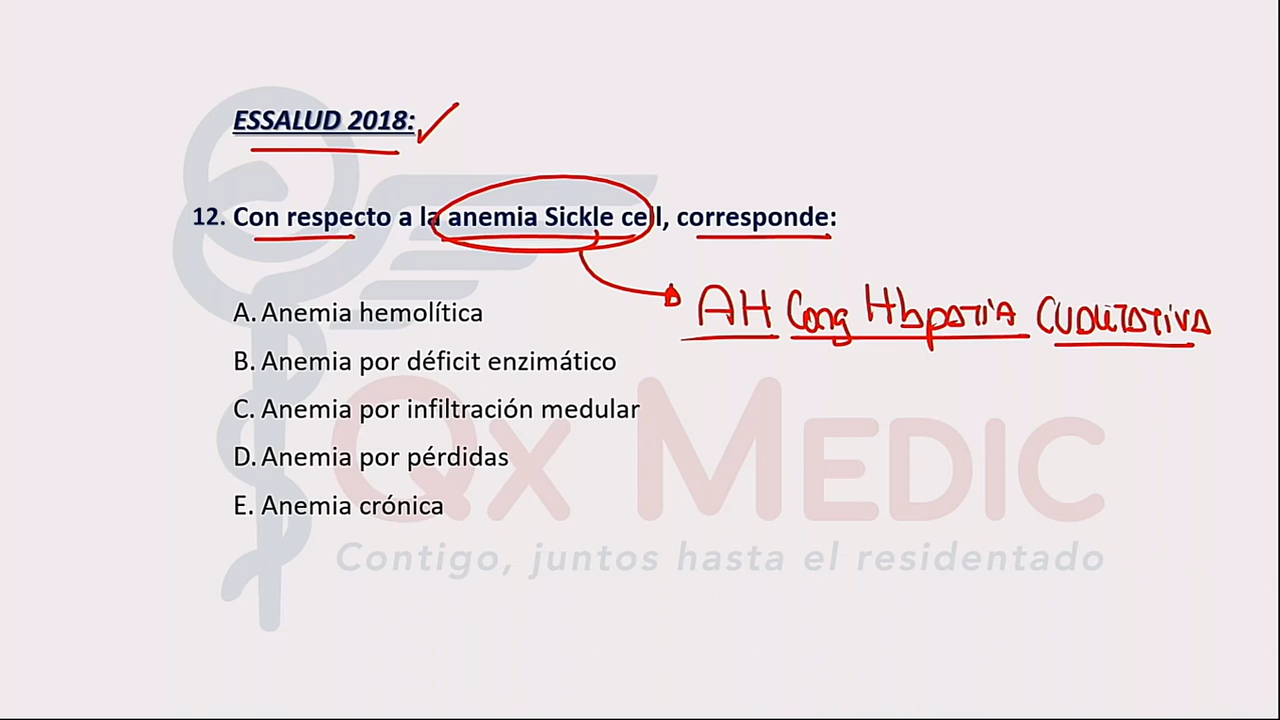 ESSALUD 2018:
12. Con respecto a la anemia Sickle cell, corresponde:
AH Cong Hbpatia CUALITATIVA
A. Anemia hemolítica
B. Anemia por déficit enzimático
C. Anemia por infiltración medular
D. Anemia por pérdidas
E. Anemia crónica
Qx MEDIC
Contigo, juntos hasta el residentado